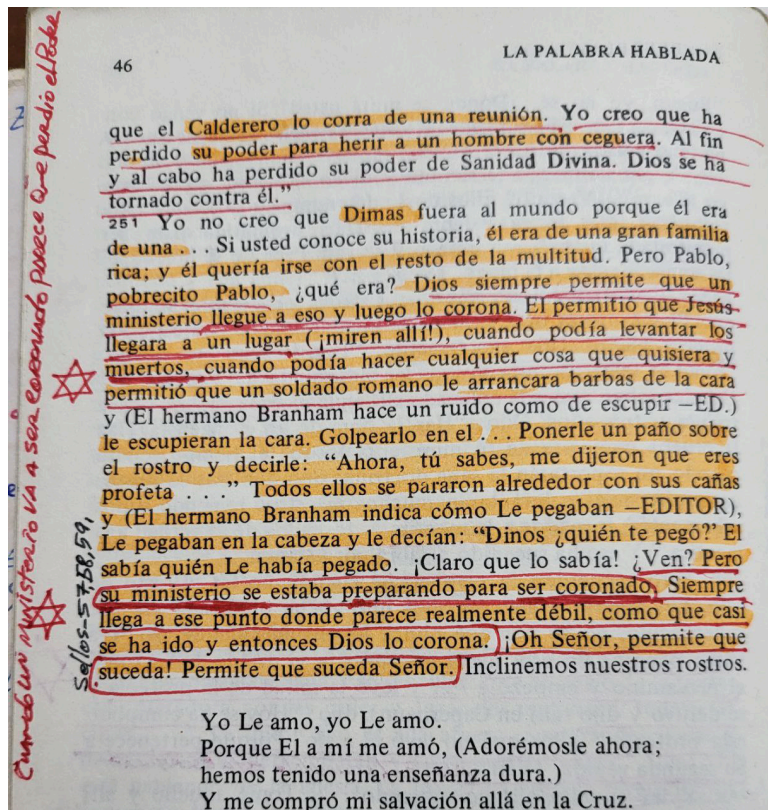 46
LA PALABRA HABLADA
que el Calderero lo corra de una reunión. Yo creo que ha
perdido su poder para herir a un hombre con ceguera. Al fin
y al cabo ha perdido su poder de Sanidad Divina. Dios se ha
tornado contra él."
251 Yo no creo que Dimas fuera al mundo porque él era
de una . . . Si usted conoce su historia, él era de una gran familia
rica; y él quería irse con el resto de la multitud. Pero Pablo,
pobrecito Pablo, ¿qué era? Dios siempre permite que un
ministerio llegue a eso y luego lo corona. El permitió que Jesús
llegara a un lugar (¡miren allí!), cuando podía levantar los
muertos, cuando podía hacer cualquier cosa que quisiera y
permitió que un soldado romano le arrancara barbas de la cara
y (El hermano Branham hace un ruido como de escupir —ED.)
le escupieran la cara. Golpearlo en el . . . Ponerle un paño sobre
el rostro y decirle: "Ahora, tú sabes, me dijeron que eres
profeta . . ." Todos ellos se pararon alrededor con sus cañas
y (El hermano Branham indica cómo Le pegaban —EDITOR),
Le pegaban en la cabeza y le decían: "Dinos ¿quién te pegó?' El
sabía quién Le había pegado. ¡Claro que lo sabía! ¿Ven? Pero
su ministerio se estaba preparando para ser coronado. Siempre
llega a ese punto donde parece realmente débil, como que casi
se ha ido y entonces Dios lo corona. ¡Oh Señor, permite que
suceda! Permite que suceda Señor. Inclinemos nuestros rostros.
Yo Le amo, yo Le amo.
Porque El a mí me amó, (Adorémosle ahora;
hemos tenido una enseñanza dura.)
Y me compró mi salvación allá en la Cruz.
Cuando un ministerio va a ser coronado parece que perdio el Poder
Sellos-57,58,59,